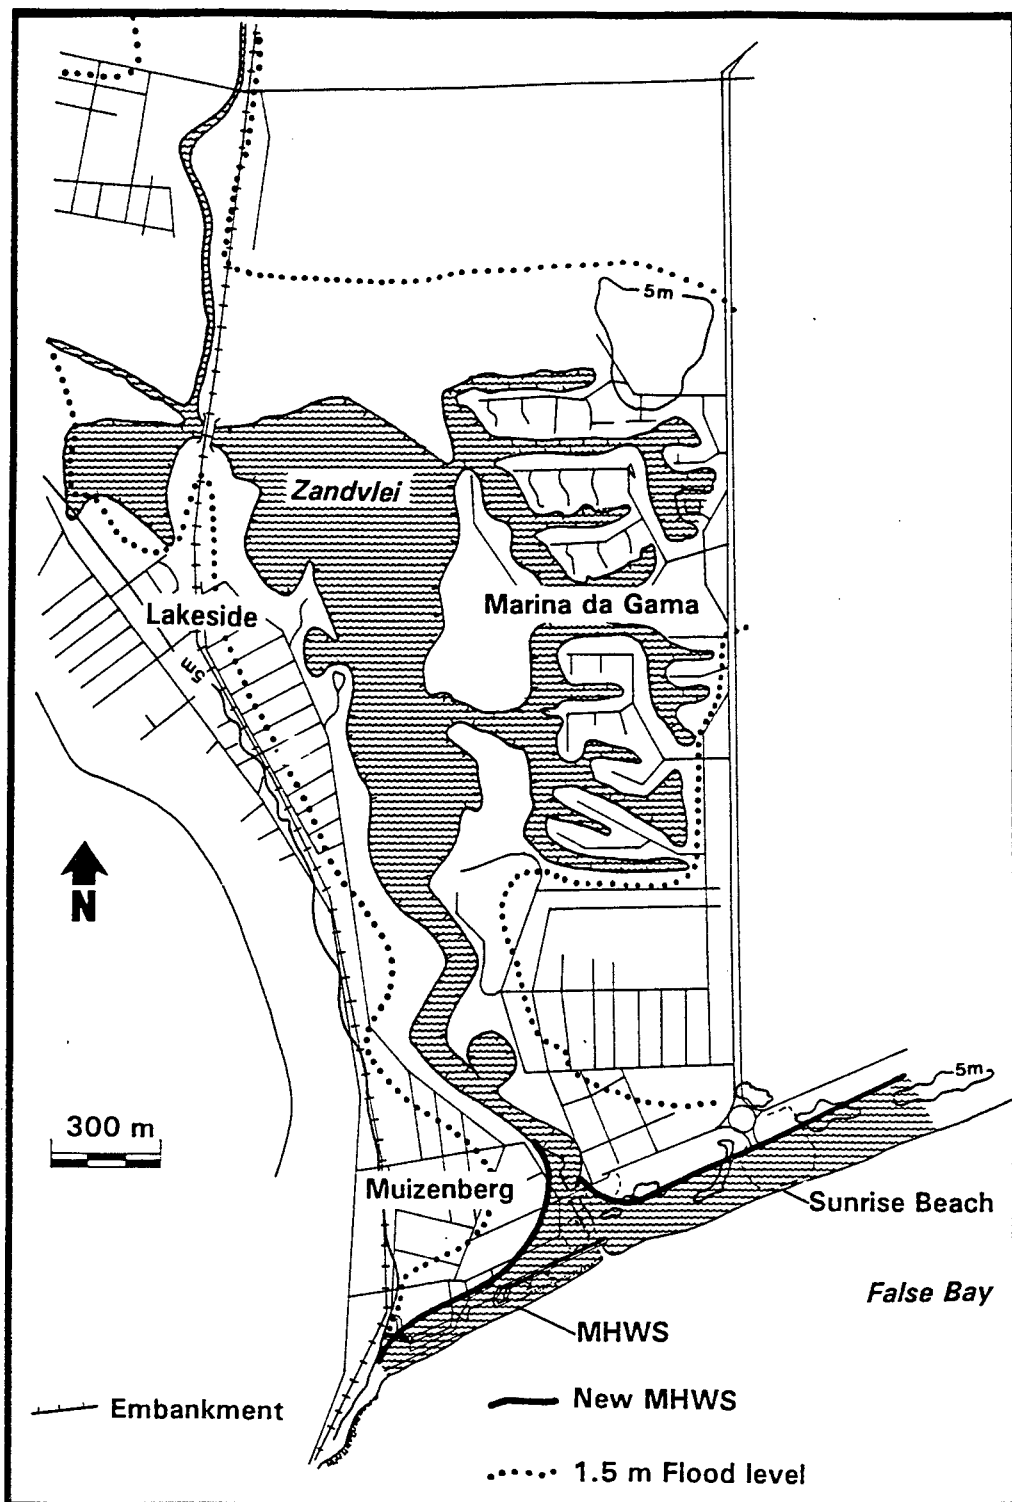 5m
Zandvlei
Marina da Gama
Lakeside
5m
N
5m
300 m
Muizenberg
Sunrise Beach
False Bay
MHWS
Embankment
New MHWS
1.5 m Flood level